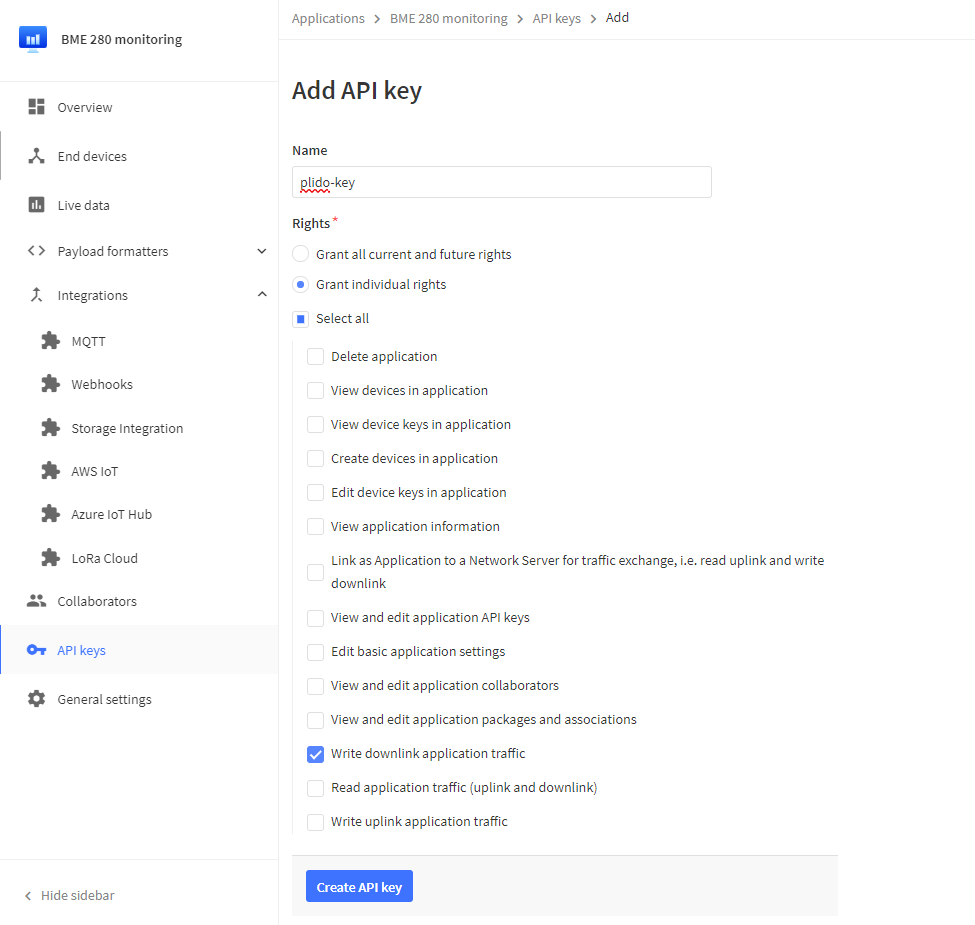 BME 280 monitoring
Overview
End devices
Live data
Payload formatters
Integrations
MQTT
Webhooks
Storage Integration
AWS IoT
Azure IoT Hub
LoRa Cloud
Collaborators
API keys
General settings
Hide sidebar
Applications > BME 280 monitoring > API keys > Add
Add API key
Name
plido-key
Rights*
Grant all current and future rights
Grant individual rights
Select all
Delete application
View devices in application
View device keys in application
Create devices in application
Edit device keys in application
View application information
Link as Application to a Network Server for traffic exchange, i.e. read uplink and write
downlink
View and edit application API keys
Edit basic application settings
View and edit application collaborators
View and edit application packages and associations
Write downlink application traffic
Read application traffic (uplink and downlink)
Write uplink application traffic
Create API key